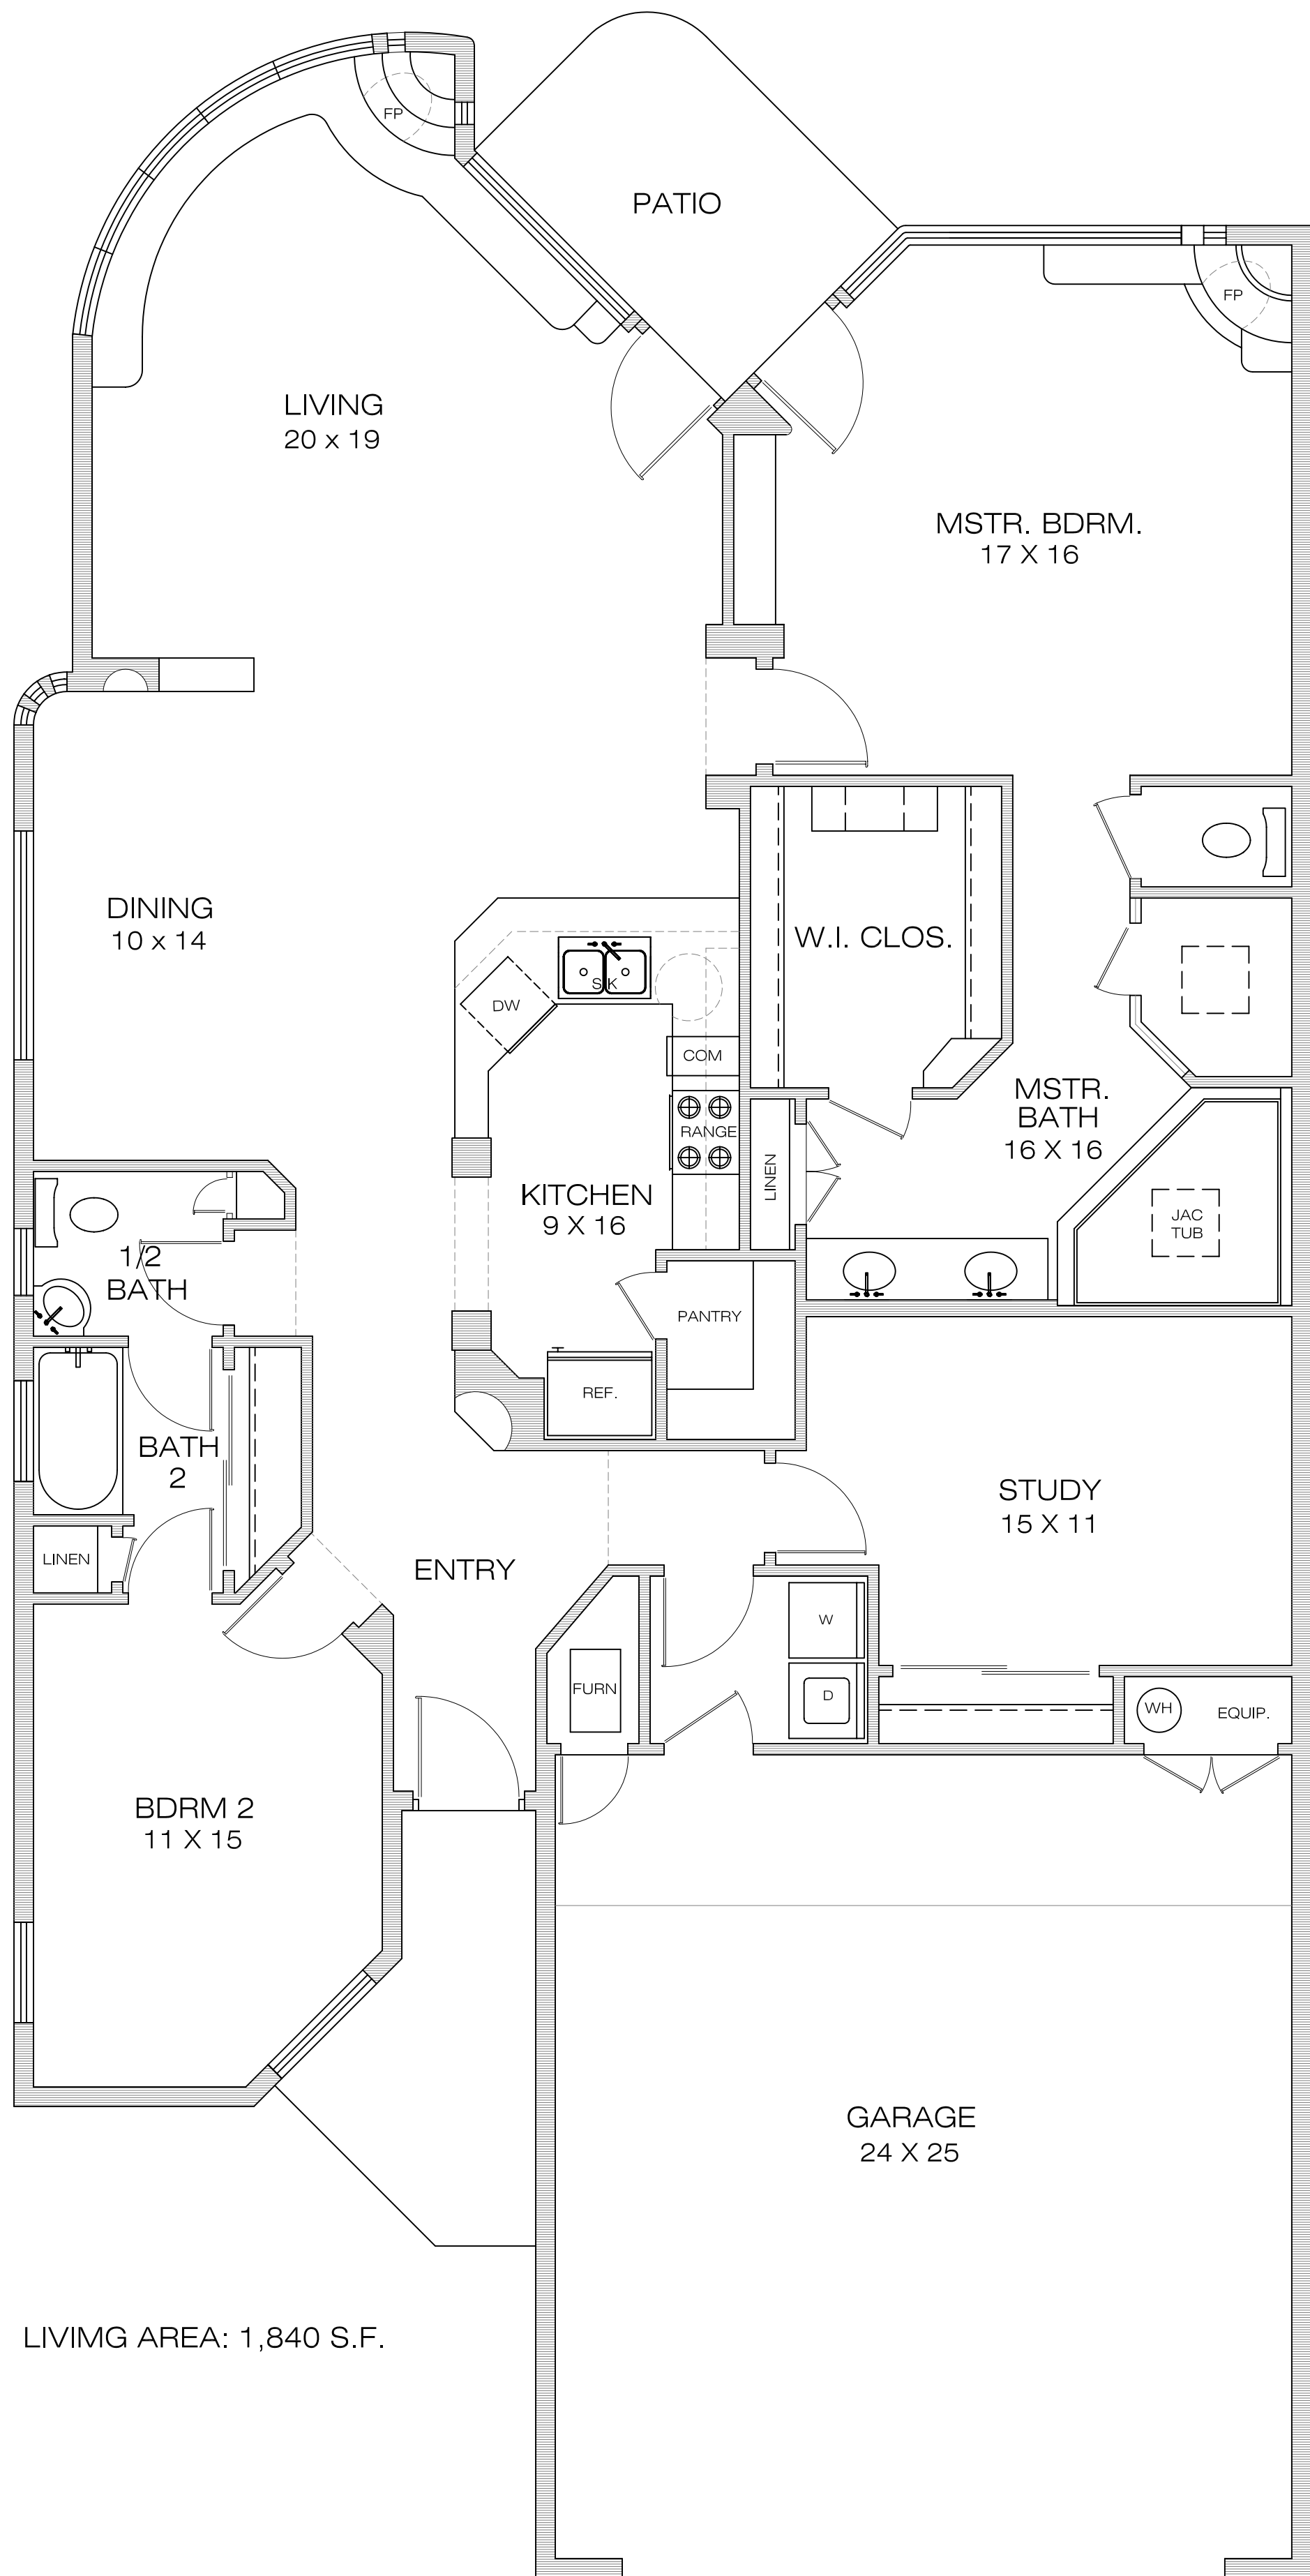 FP
PATIO
FP
LIVING
20 x 19
MSTR. BDRM.
17 X 16
DINING
10 x 14
W.I. CLOS.
SIK
DW
COM
MSTR.
BATH
16 X 16
RANGE
LINEN
KITCHEN
9 X 16
JAC
TUB
1/2
BATH
PANTRY
REF.
BATH
2
STUDY
15 X 11
LINEN
ENTRY
W
FURN
D
WH
EQUIP.
BDRM 2
11 X 15
GARAGE
24 X 25
LIVIMG AREA: 1,840 S.F.